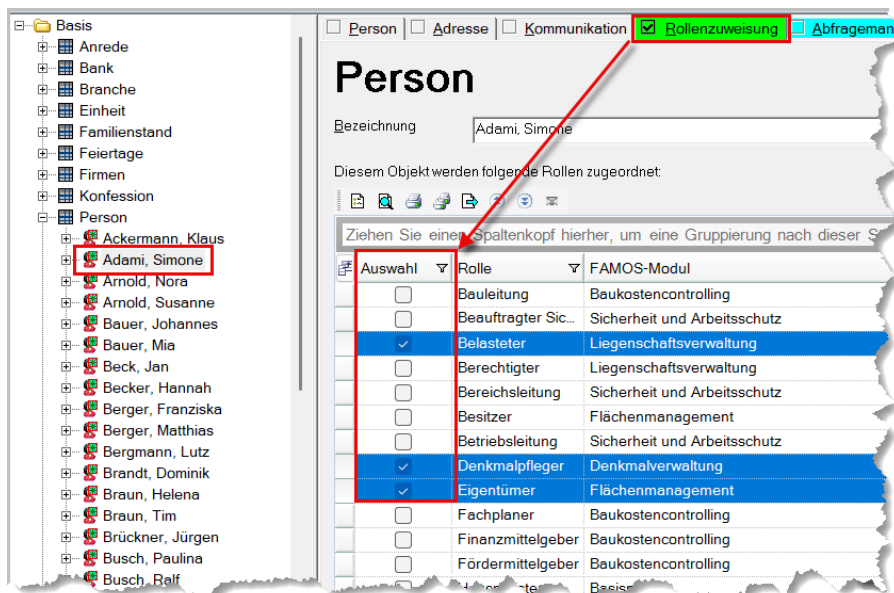 Basis
Anrede
Bank
Branche
Einheit
Familienstand
Feiertage
Firmen
Konfession
Person
Ackermann, Klaus
Adami, Simone
Arnold, Nora
Arnold, Susanne
Bauer, Johannes
Bauer, Mia
Beck, Jan
Becker, Hannah
Berger, Franziska
Berger, Matthias
Bergmann, Lutz
Brandt, Dominik
Braun, Helena
Braun, Tim
Brückner, Jürgen
Busch, Paulina
Busch, Ralf
Person Adresse Kommunikation Rollenzuweisung Abfrageman
Person
Bezeichnung Adami, Simone
Diesem Objekt werden folgende Rollen zugeordnet:
Ziehen Sie einen Spaltenkopf hierher, um eine Gruppierung nach dieser S
Auswahl Rolle FAMOS-Modul
Bauleitung Baukostencontrolling
Beauftragter Sic... Sicherheit und Arbeitsschutz
Belasteter Liegenschaftsverwaltung
Berechtigter Liegenschaftsverwaltung
Bereichsleitung Sicherheit und Arbeitsschutz
Besitzer Flächenmanagement
Betriebsleitung Sicherheit und Arbeitsschutz
Denkmalpfleger Denkmalverwaltung
Eigentümer Flächenmanagement
Fachplaner Baukostencontrolling
Finanzmittelgeber Baukostencontrolling
Fördermittelgeber Baukostencontrolling